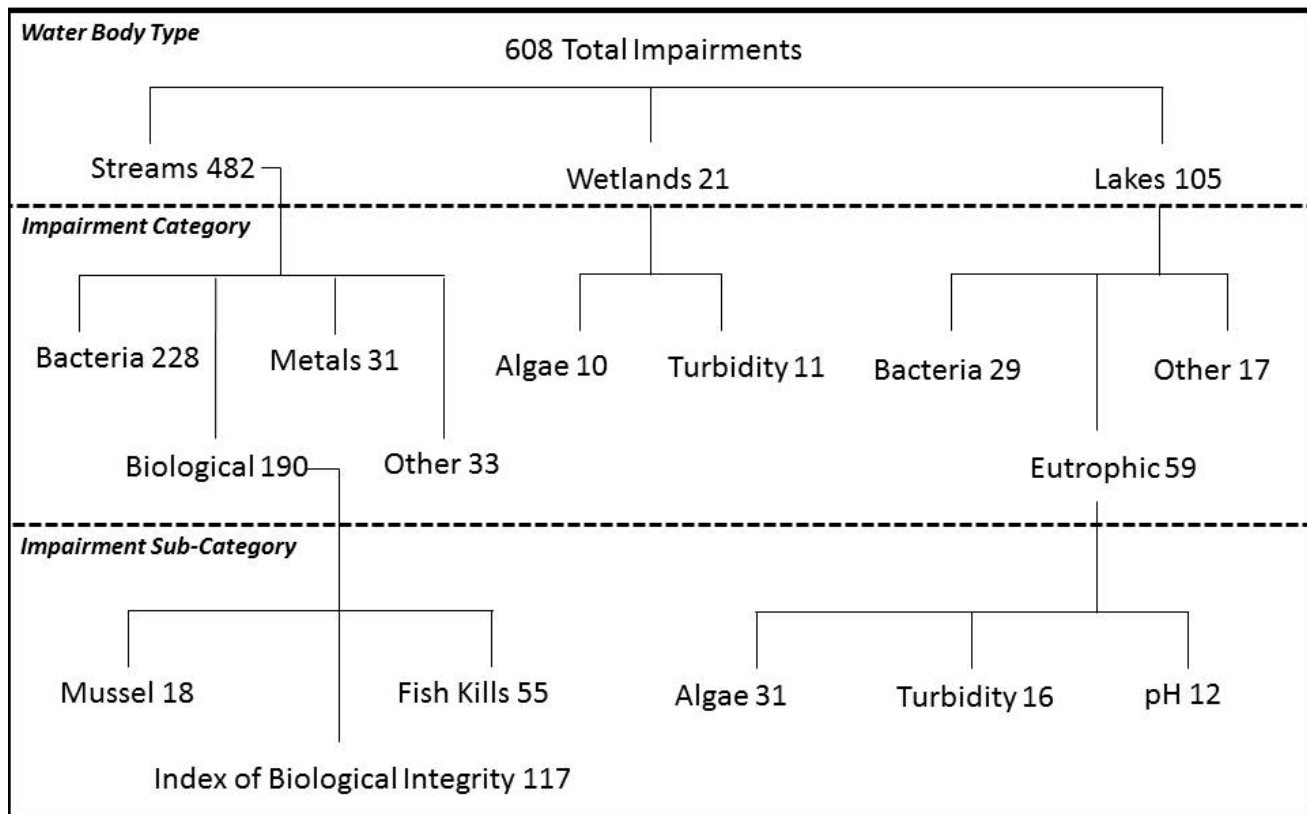 Water Body Type
608 Total Impairments
Streams 482
Wetlands 21
Lakes 105
Impairment Category
Bacteria 228
Metals 31
Algae 10
Turbidity 11
Bacteria 29
Other 17
Biological 190
Other 33
Eutrophic 59
Impairment Sub-Category
Mussel 18
Fish Kills 55
Algae 31
Turbidity 16
pH 12
Index of Biological Integrity 117